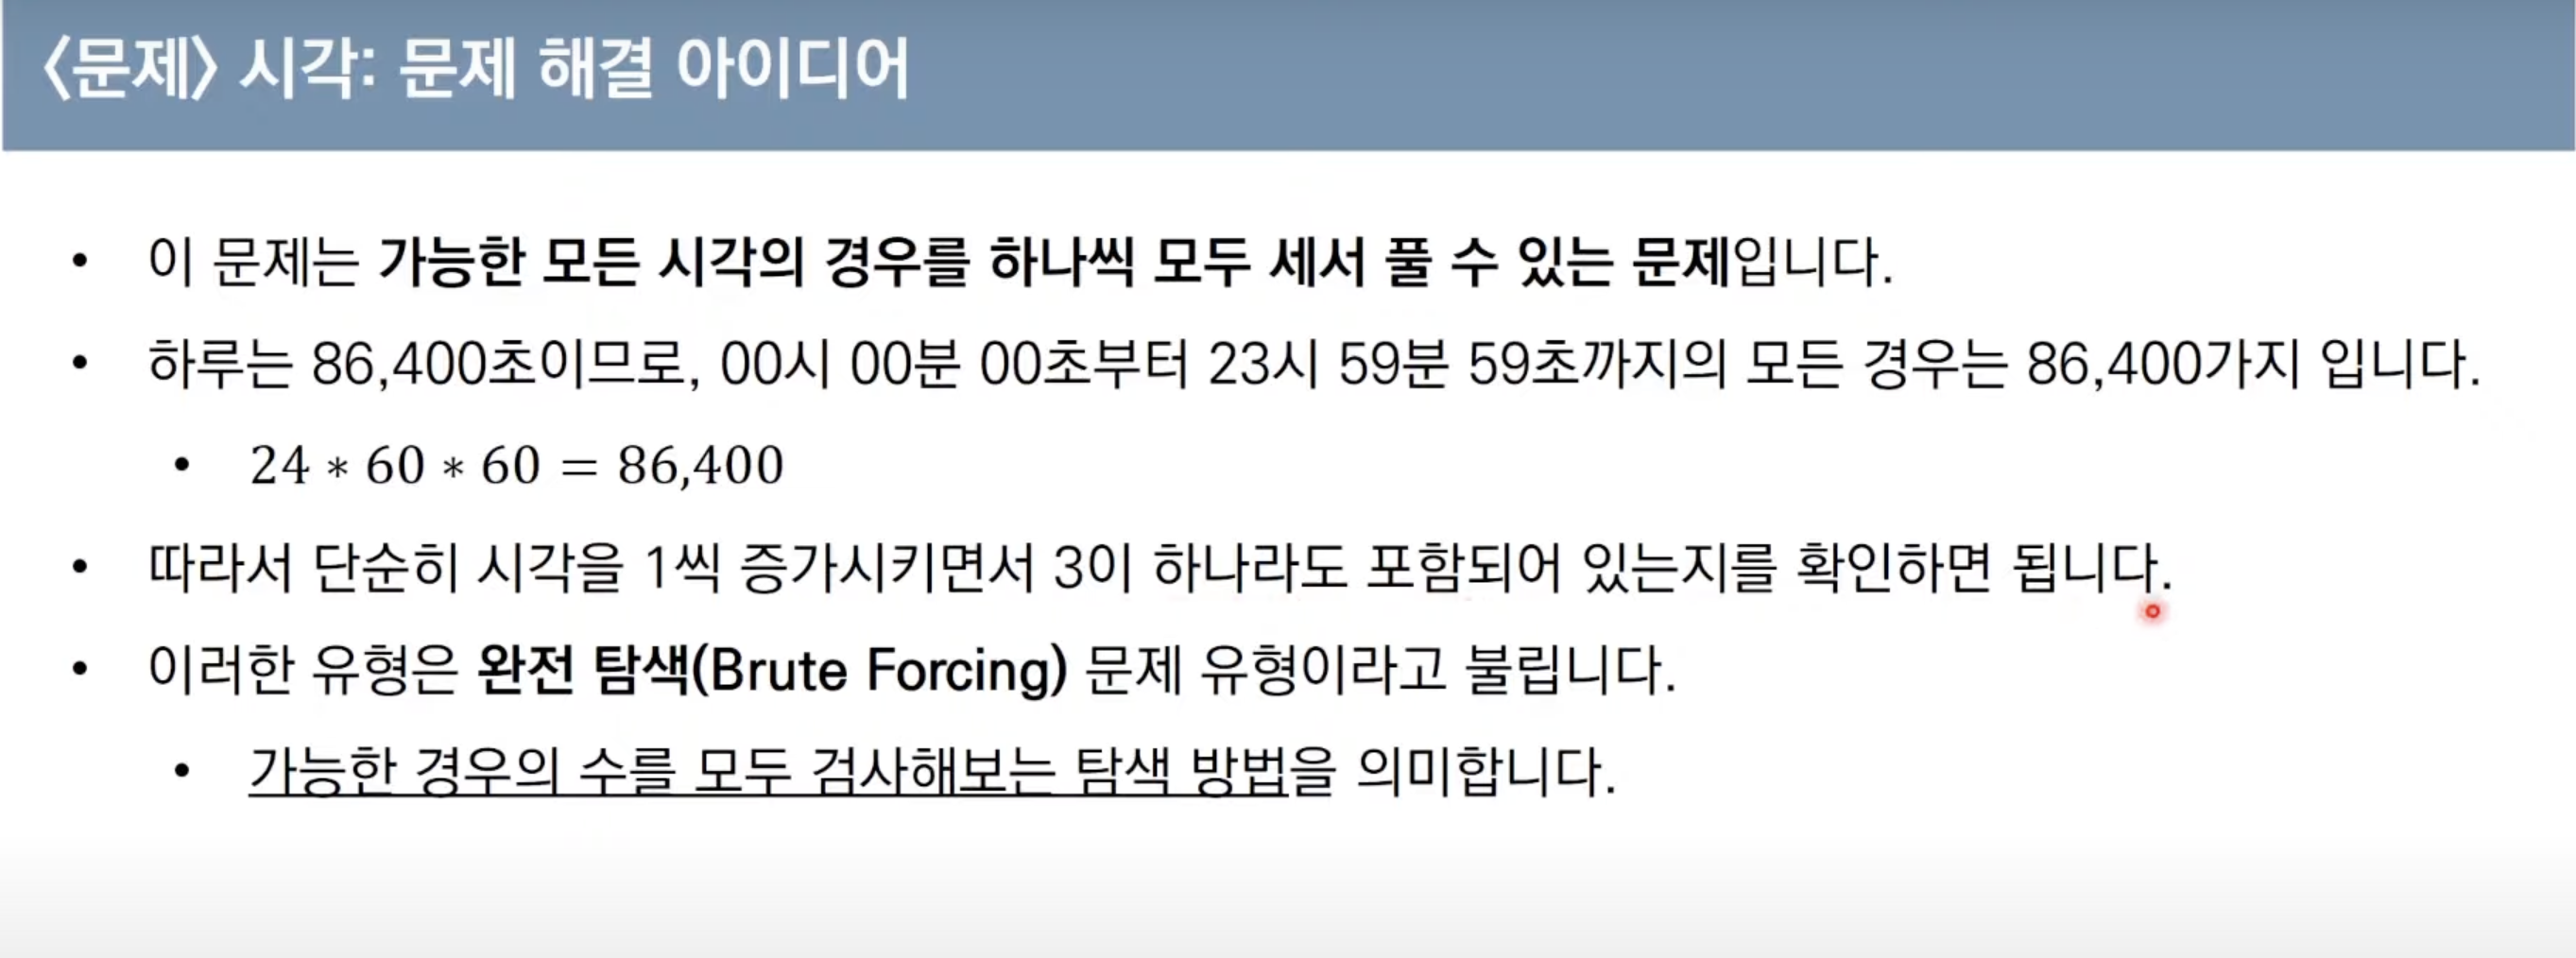 〈문제〉 시각: 문제 해결 아이디어
• 이 문제는 가능한 모든 시각의 경우를 하나씩 모두 세서 풀 수 있는 문제입니다.
• 하루는 86,400초이므로, 00시 00분 00초부터 23시 59분 59초까지의 모든 경우는 86,400가지 입니다.
• 24 * 60 * 60 = 86,400
• 따라서 단순히 시각을 1씩 증가시키면서 3이 하나라도 포함되어 있는지를 확인하면 됩니다.
• 이러한 유형은 완전 탐색(Brute Forcing) 문제 유형이라고 불립니다.
• 가능한 경우의 수를 모두 검사해보는 탐색 방법을 의미합니다.